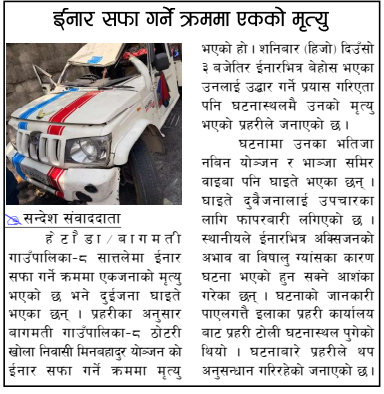 ईनार सफा गर्ने क्रममा एकको मृत्यु
सन्देश संवाददाता
हेटौंडा/बागमती
गाउँपालिका-८ सात्तलेमा ईनार
सफा गर्ने क्रममा एकजनाको मृत्यु
भएको छ भने दुईजना घाइते
भएका छन् । प्रहरीका अनुसार
बागमती गाउँपालिका-८ ठोटरी
खोला निवासी मिनबहादुर योञ्जन को
ईनार सफा गर्ने क्रममा मृत्यु
भएको हो । शनिबार (हिजो) दिउँसो
३ बजेतिर ईनारभित्र बेहोस भएका
उनलाई उद्धार गर्ने प्रयास गरिएता
पनि घटनास्थलमै उनको मृत्यु
भएको प्रहरीले जनाएको छ ।
घटनामा उनका भतिजा
नबिन योञ्जन र भाञ्जा समिर
वाइबा पनि घाइते भएका छन् ।
घाइते दुवैजनालाई उपचारका
लागि फापरबारी लगिएको छ ।
स्थानीयले ईनारभित्र अक्सिजनको
अभाव वा बिषालु ग्यांसका कारण
घटना भएको हुन सक्ने आशंका
गरेका छन् । घटनाको जानकारी
पाएलगत्तै इलाका प्रहरी कार्यालय
बाट प्रहरी टोली घटनास्थल पुगेको
थियो । घटनाबारे प्रहरीले थप
अनुसन्धान गरिरहेको जनाएको छ ।